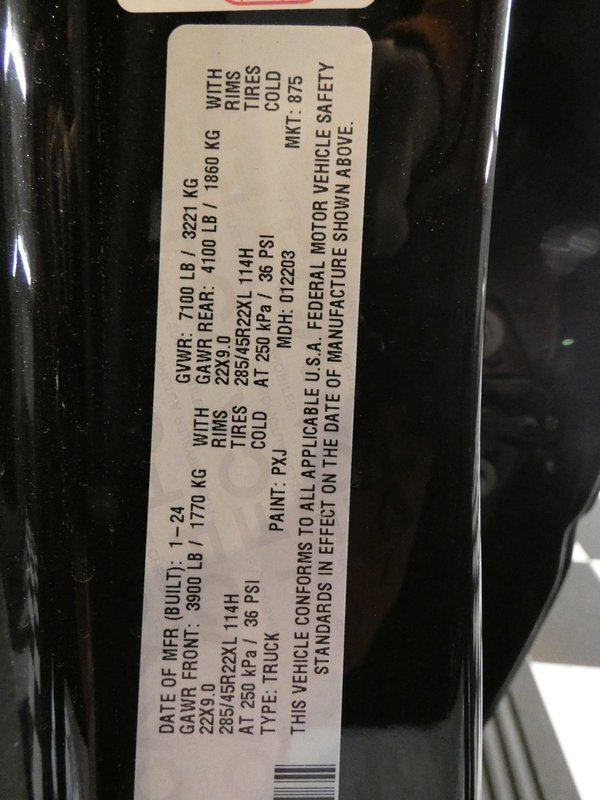 DATE OF MFR (BUILT): 1-24 GVWR: 7100 LB / 3221 KG
GAWR FRONT: 3900 LB / 1770 KG WITH GAWR REAR: 4100 LB / 1860 KG WITH
22X9.0 RIMS 22X9.0 RIMS
285/45R22XL 114H TIRES 285/45R22XL 114H TIRES
AT 250 kPa / 36 PSI COLD AT 250 kPa / 36 PSI COLD
TYPE: TRUCK PAINT: PXJ MDH: 012203 MKT: 875
THIS VEHICLE CONFORMS TO ALL APPLICABLE U.S.A. FEDERAL MOTOR VEHICLE SAFETY
STANDARDS IN EFFECT ON THE DATE OF MANUFACTURE SHOWN ABOVE.